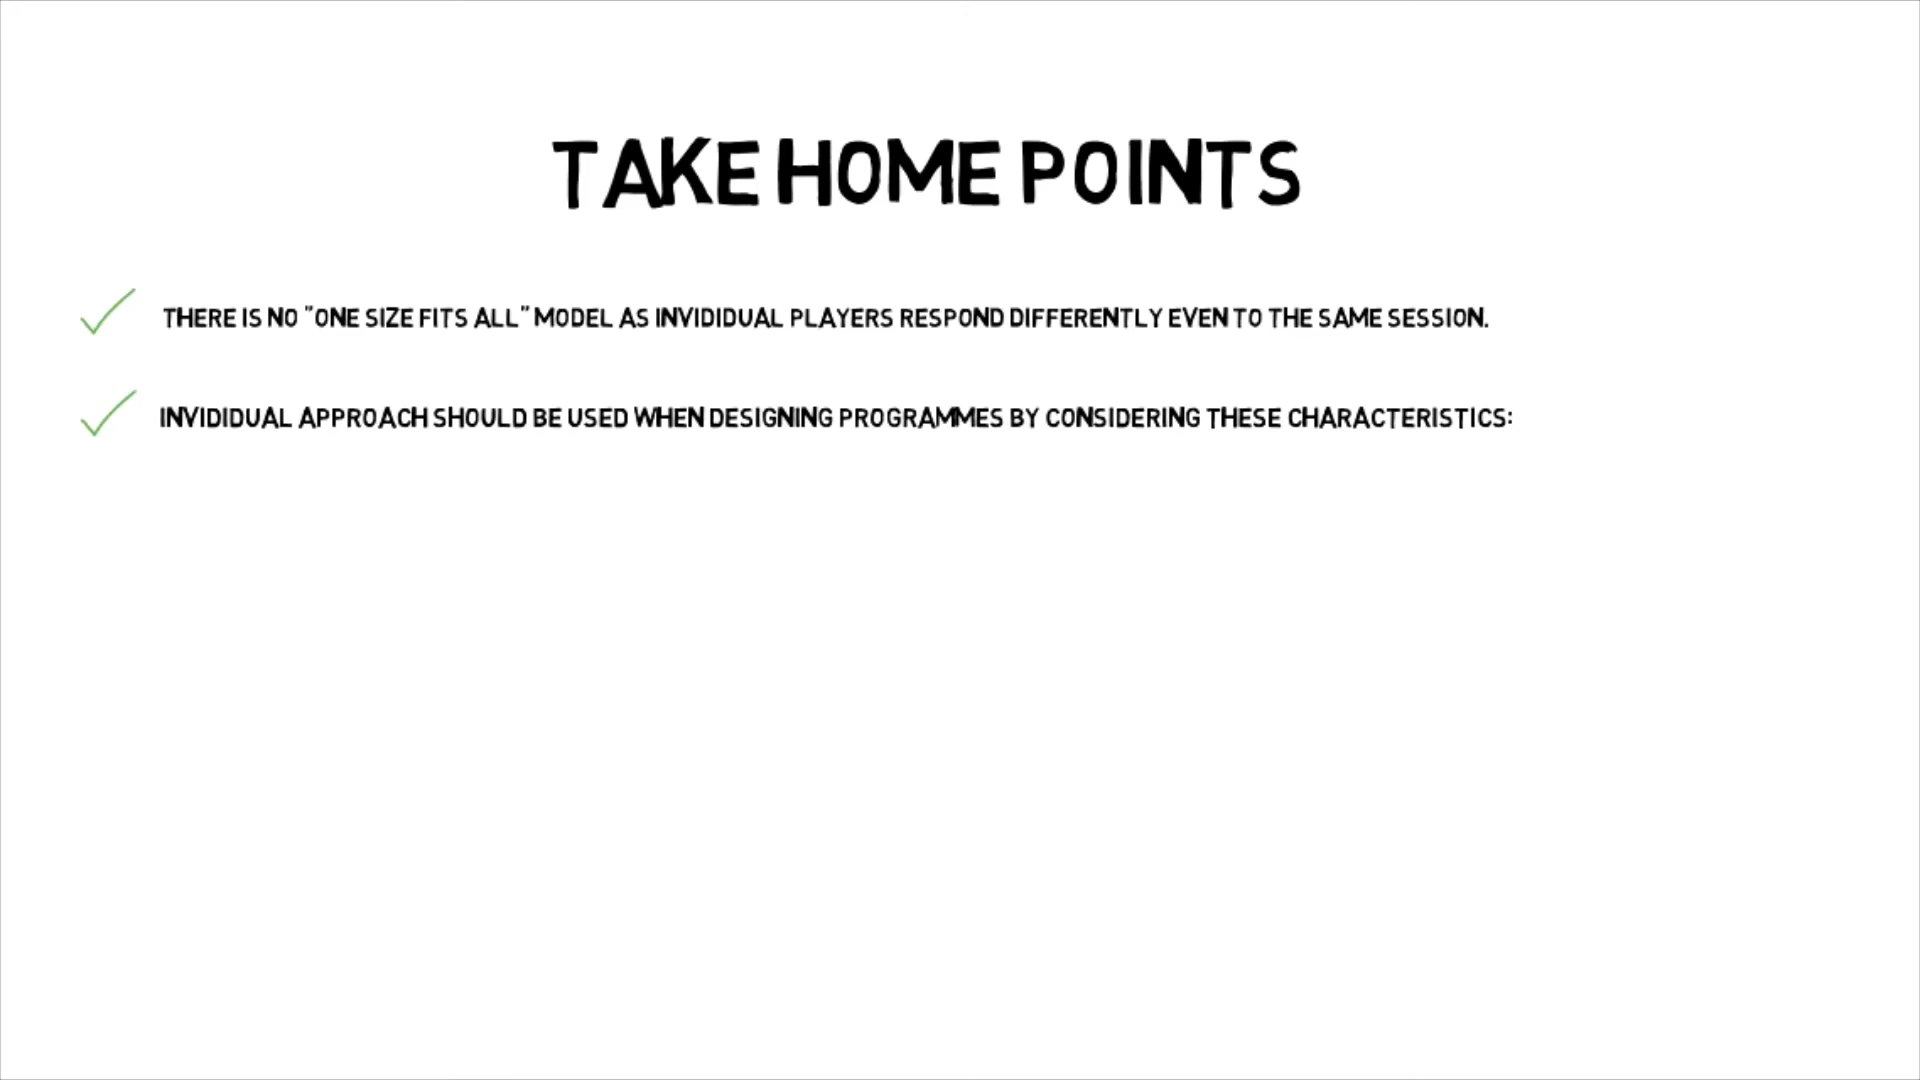 TAKE HOME POINTS
THERE IS NO "ONE SIZE FITS ALL" MODEL AS INVIDIDUAL PLAYERS RESPOND DIFFERENTLY EVEN TO THE SAME SESSION.
INVIDIDUAL APPROACH SHOULD BE USED WHEN DESIGNING PROGRAMMES BY CONSIDERING THESE CHARACTERISTICS: